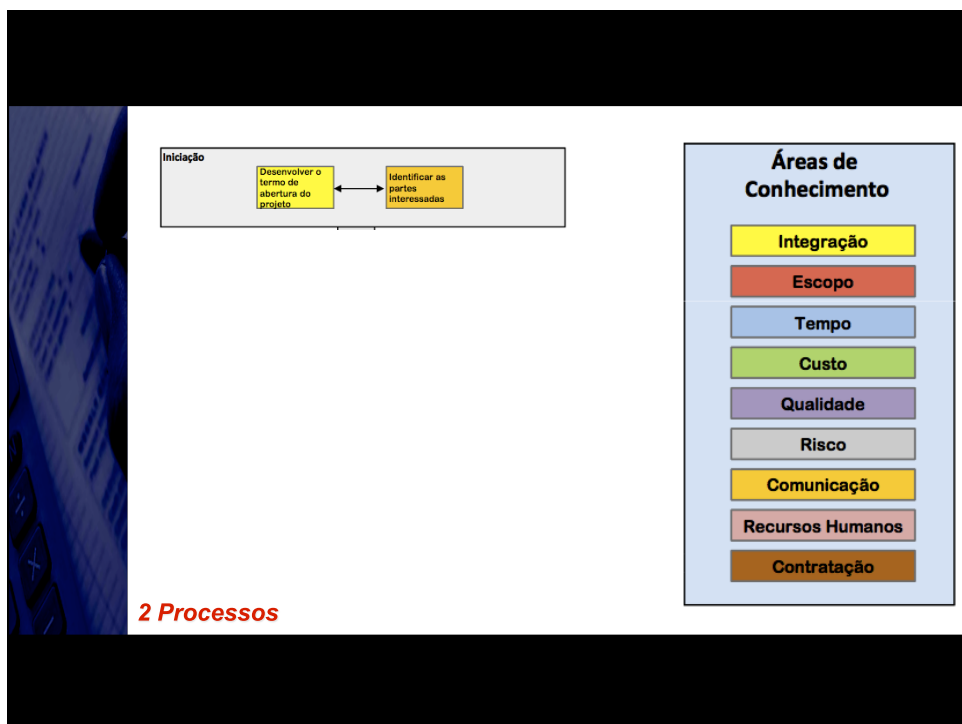 Iniciação
Desenvolver o
termo de
abertura do
projeto
Identificar as
partes
interessadas
Áreas de
Conhecimento
Integração
Escopo
Tempo
Custo
Qualidade
Risco
Comunicação
Recursos Humanos
Contratação
2 Processos